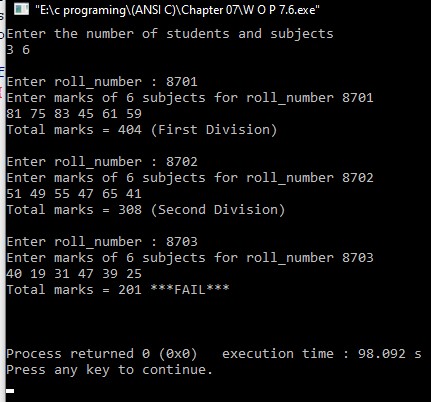 "E:\c programing\(ANSI C)\Chapter 07\W O P 7.6.exe"
Enter the number of students and subjects
3 6
Enter roll_number : 8701
Enter marks of 6 subjects for roll_number 8701
81 75 83 45 61 59
Total marks = 404 (First Division)
Enter roll_number : 8702
Enter marks of 6 subjects for roll_number 8702
51 49 55 47 65 41
Total marks = 308 (Second Division)
Enter roll_number : 8703
Enter marks of 6 subjects for roll_number 8703
40 19 31 47 39 25
Total marks = 201 ***FAIL***
Process returned 0 (0x0)   execution time : 98.092 s
Press any key to continue.